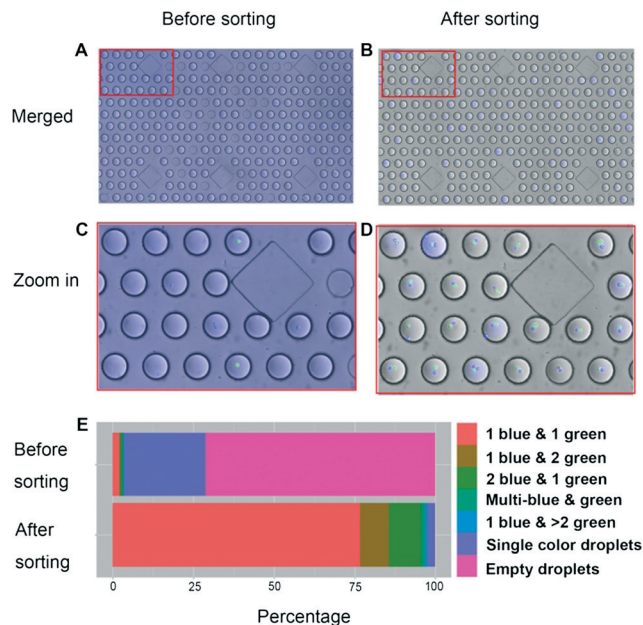 Before sorting
After sorting
A
B
Merged
C
D
Zoom in
E
Before
sorting
After
sorting
1 blue & 1 green
1 blue & 2 green
2 blue & 1 green
Multi-blue & green
1 blue & >2 green
Single color droplets
Empty droplets
0
25
50
75
100
Percentage